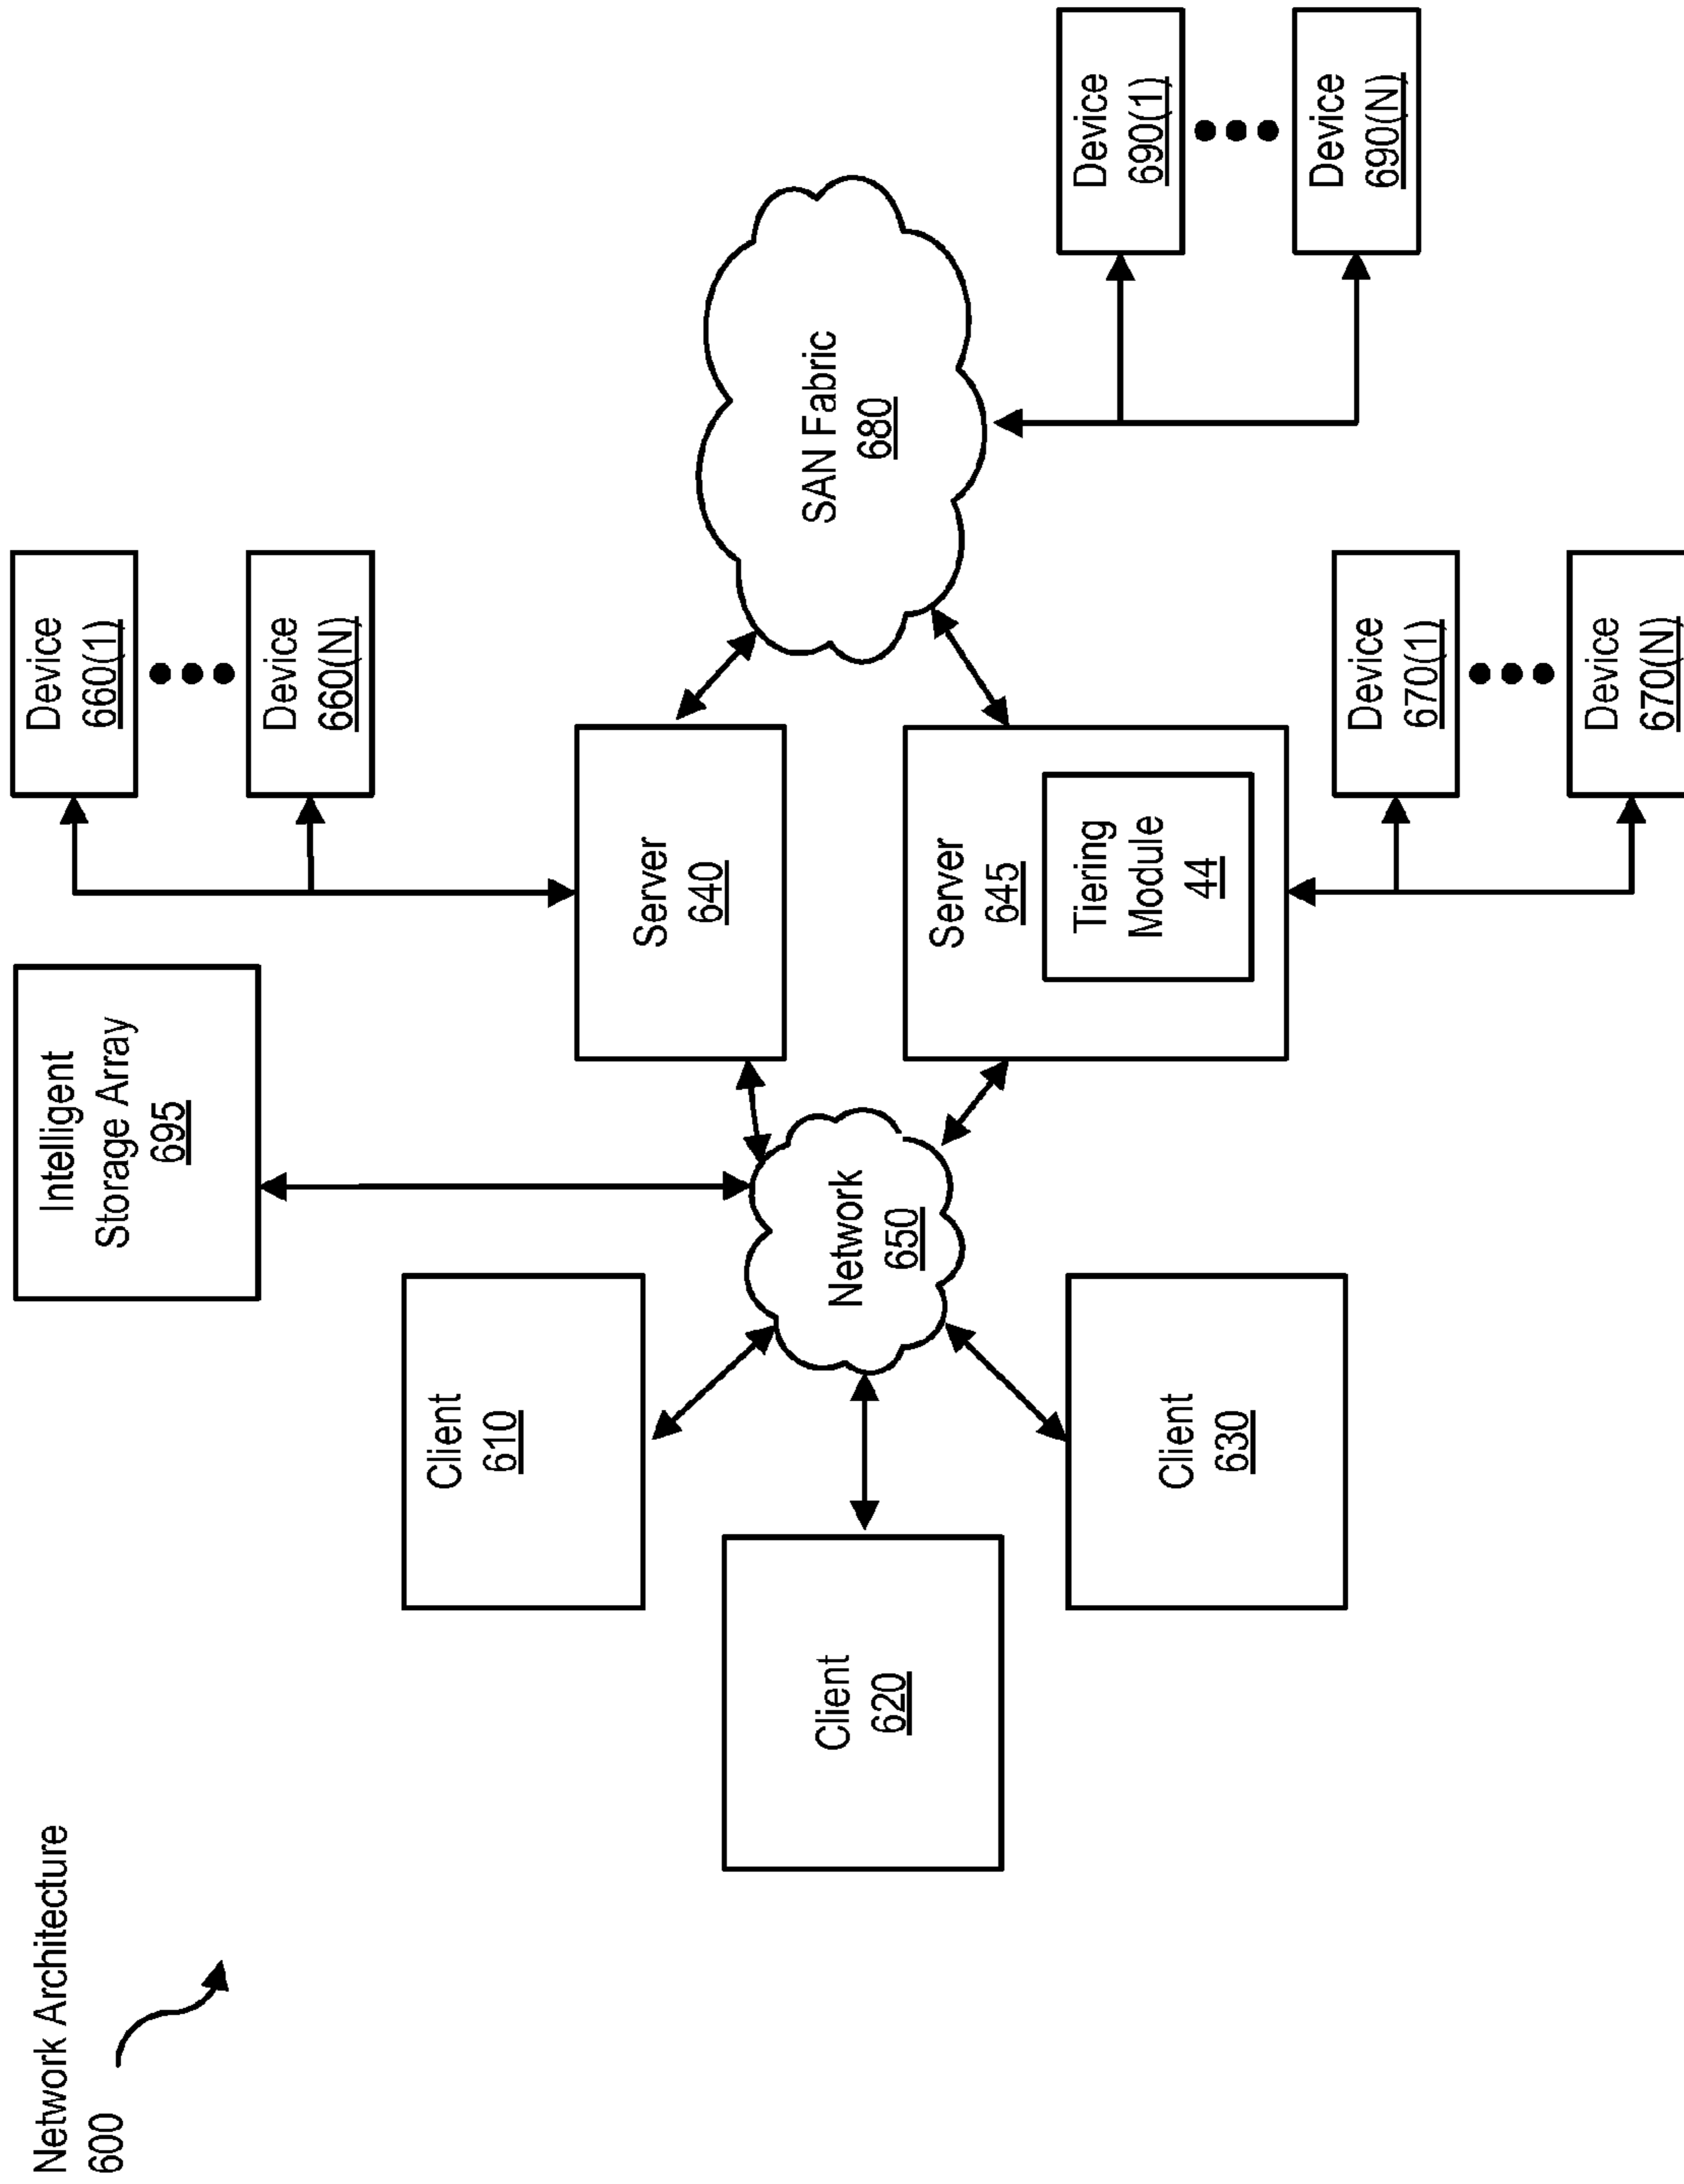 Network Architecture
600
Intelligent
Storage Array
695
Device
660(1)
Device
660(N)
Client
610
Server
640
Client
620
Network
650
SAN Fabric
680
Server
645
Tiering
Module
44
Client
630
Device
690(1)
Device
690(N)
Device
670(1)
Device
670(N)